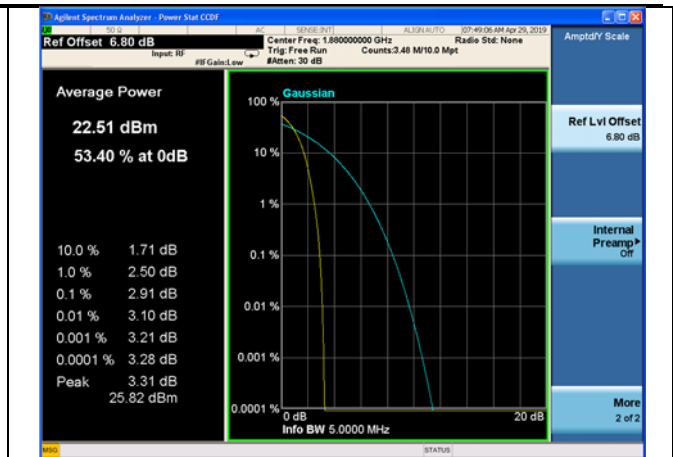 Agilent Spectrum Analyzer - Power Stat CCDF
50 Ω AC SENSE:INT ALIGN AUTO 07:49:06 AM Apr 29, 2019
Ref Offset 6.80 dB
Input: RF
#IFGain:Low
Center Freq: 1.880000000 GHz Radio Std: None
Trig: Free Run Counts:3.48 M/10.0 Mpt
#Atten: 30 dB
Amptd/Y Scale
Average Power
22.51 dBm
53.40 % at 0dB
10.0 % 1.71 dB
1.0 % 2.50 dB
0.1 % 2.91 dB
0.01 % 3.10 dB
0.001 % 3.21 dB
0.0001 % 3.28 dB
Peak 3.31 dB
25.82 dBm
Gaussian
100 %
10 %
1 %
0.1 %
0.01 %
0.001 %
0.0001 %
0 dB 20 dB
Info BW 5.0000 MHz
Ref Lvl Offset
6.80 dB
Internal
Preamp
Off
More
2 of 2
MSG STATUS